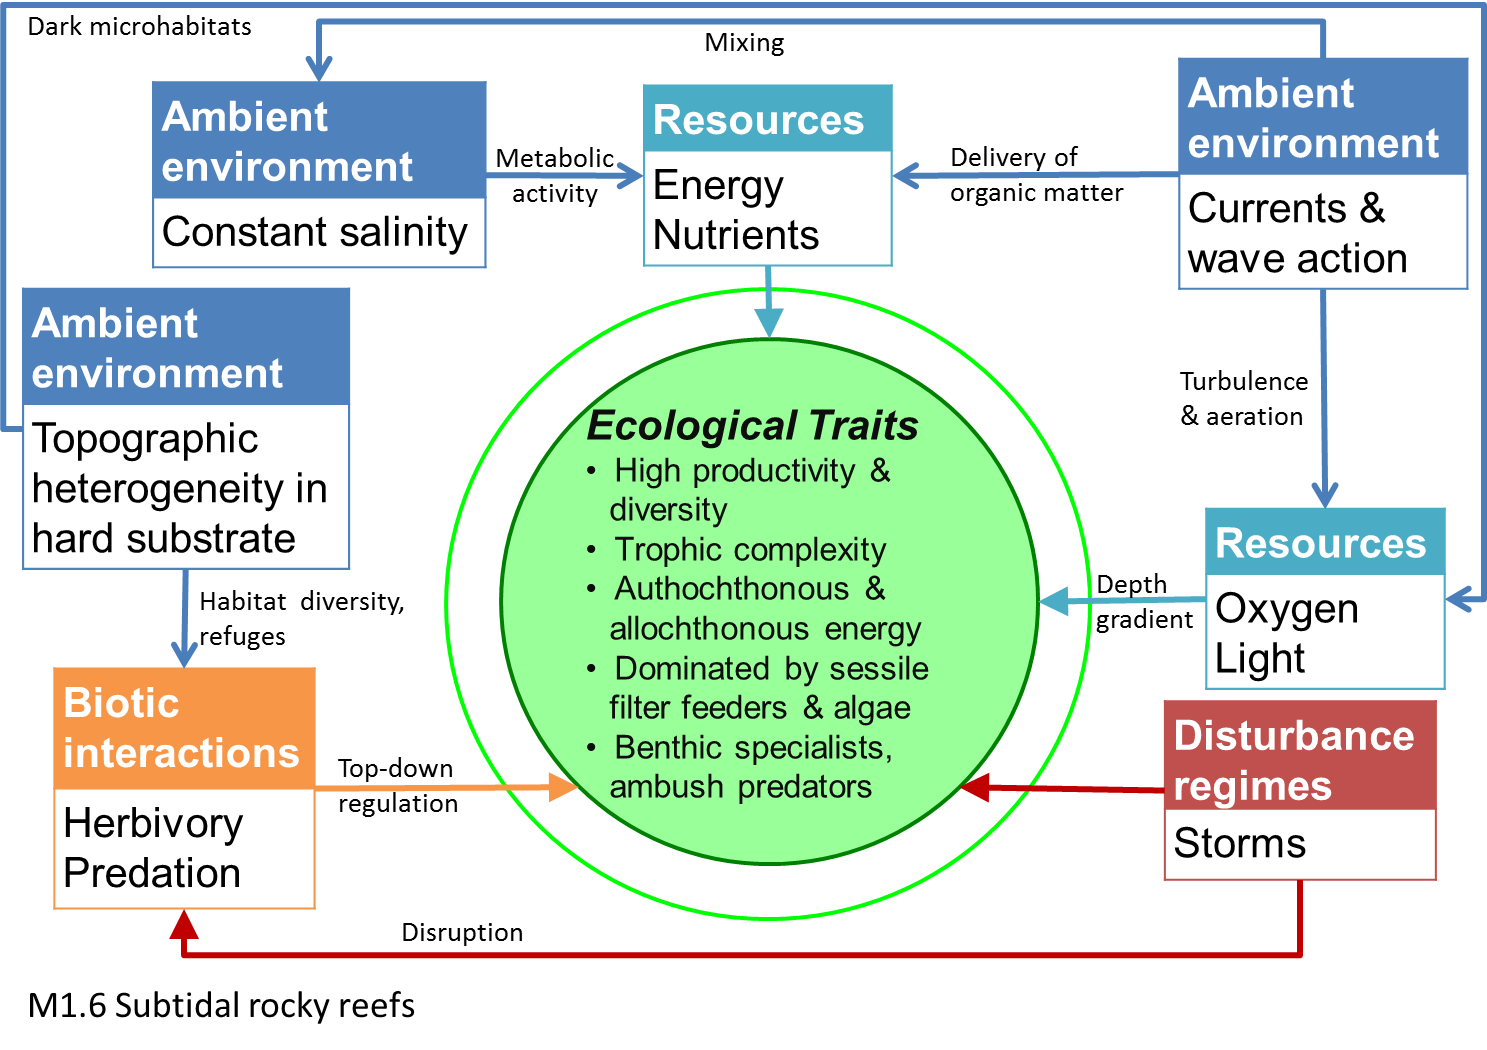 Dark microhabitats
Mixing
Ambient
environment
Constant salinity
Metabolic
activity
Resources
Energy
Nutrients
Delivery of
organic matter
Ambient
environment
Currents &
wave action
Ambient
environment
Topographic
heterogeneity in
hard substrate
Turbulence
& aeration
Ecological Traits
• High productivity &
diversity
• Trophic complexity
• Authochthonous &
allochthonous energy
• Dominated by sessile
filter feeders & algae
• Benthic specialists,
ambush predators
Depth
gradient
Resources
Oxygen
Light
Habitat diversity,
refuges
Biotic
interactions
Herbivory
Predation
Top-down
regulation
Disturbance
regimes
Storms
Disruption
M1.6 Subtidal rocky reefs